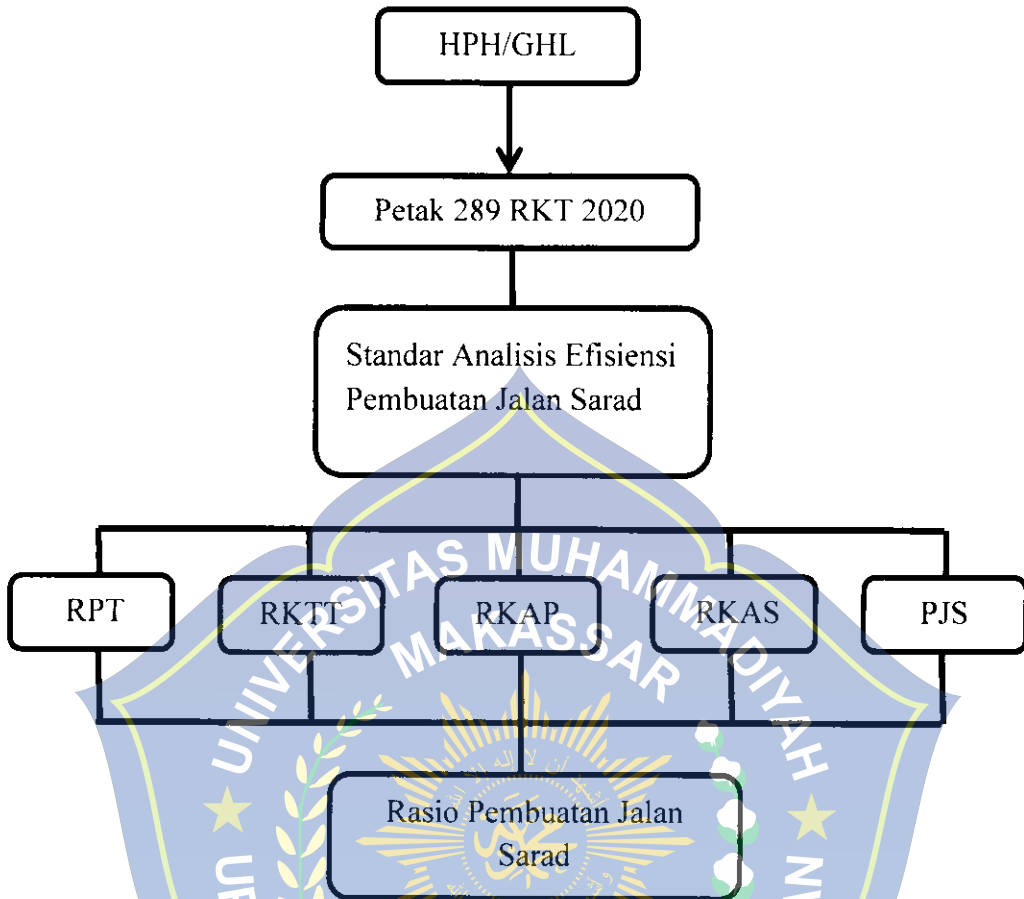 HPH/GHL
Petak 289 RKT 2020
Standar Analisis Efisiensi
Pembuatan Jalan Sarad
UNIVERSITAS MUHAMMADIYAH
MAKASSAR
RPT
RKTT
RKAP
RKAS
PJS
Rasio Pembuatan Jalan
Sarad